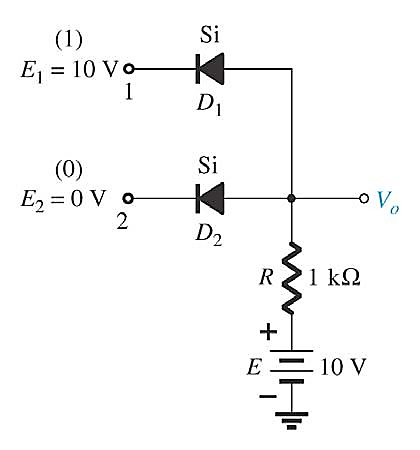 (1)
Si
E₁ = 10 V
1
D₁
(0)
Si
E₂ = 0 V
2
D₂
Vₒ
R
1 kΩ
+
E
10 V
−